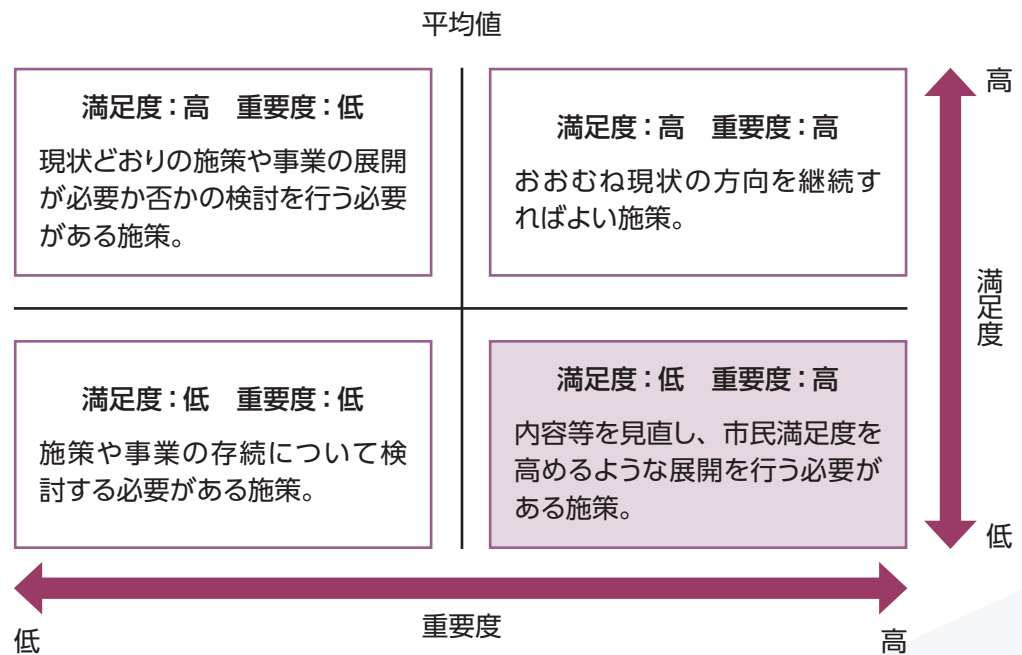 平均値
満足度：高　重要度：低
現状どおりの施策や事業の展開
が必要か否かの検討を行う必要
がある施策。
満足度：高　重要度：高
おおむね現状の方向を継続す
ればよい施策。
満足度：低　重要度：低
施策や事業の存続について検
討する必要がある施策。
満足度：低　重要度：高
内容等を見直し、市民満足度を
高めるような展開を行う必要が
ある施策。
高
満足度
低
低
重要度
高